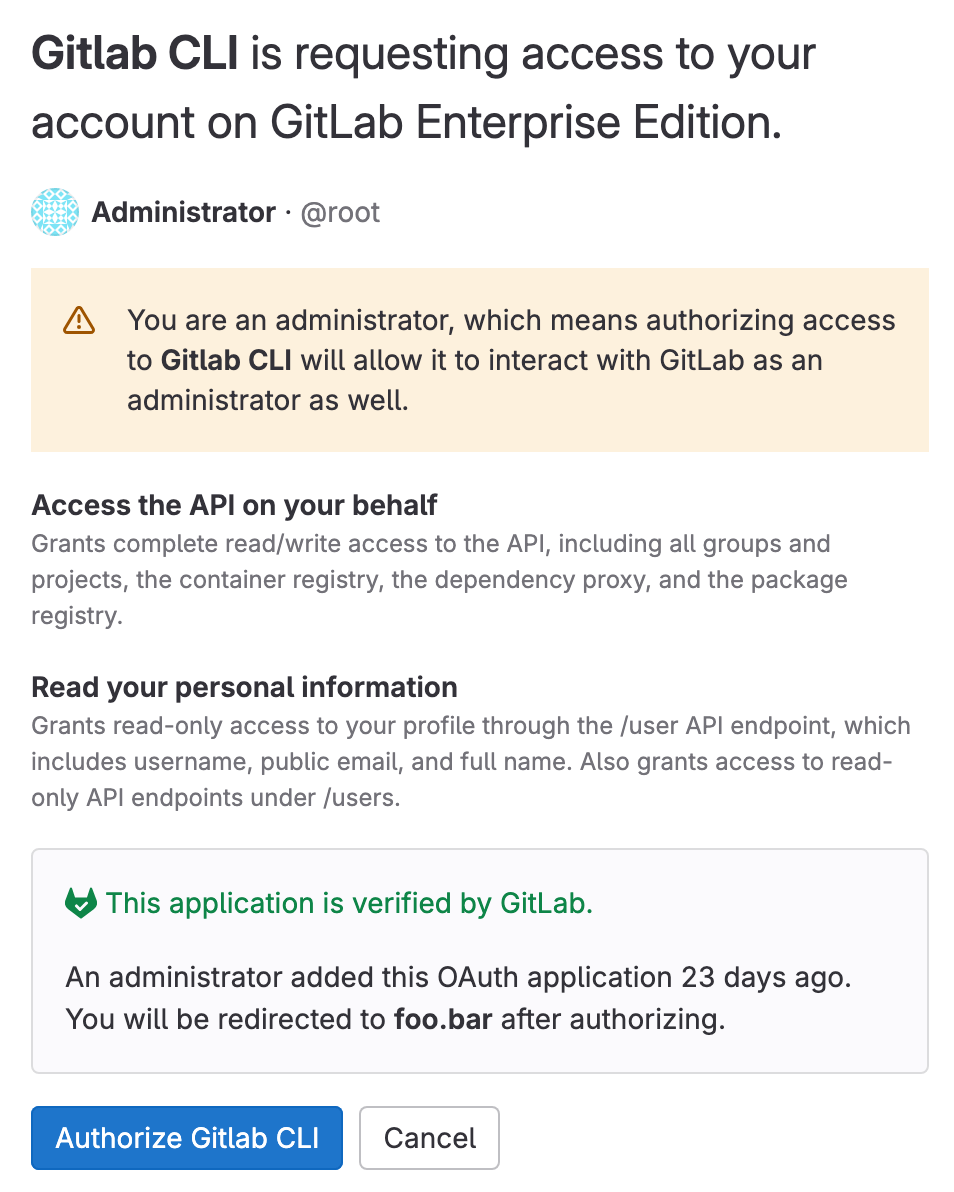 Gitlab CLI is requesting access to your
account on GitLab Enterprise Edition.
Administrator · @root
You are an administrator, which means authorizing access
to Gitlab CLI will allow it to interact with GitLab as an
administrator as well.
Access the API on your behalf
Grants complete read/write access to the API, including all groups and
projects, the container registry, the dependency proxy, and the package
registry.
Read your personal information
Grants read-only access to your profile through the /user API endpoint, which
includes username, public email, and full name. Also grants access to read-
only API endpoints under /users.
This application is verified by GitLab.
An administrator added this OAuth application 23 days ago.
You will be redirected to foo.bar after authorizing.
Authorize Gitlab CLI Cancel